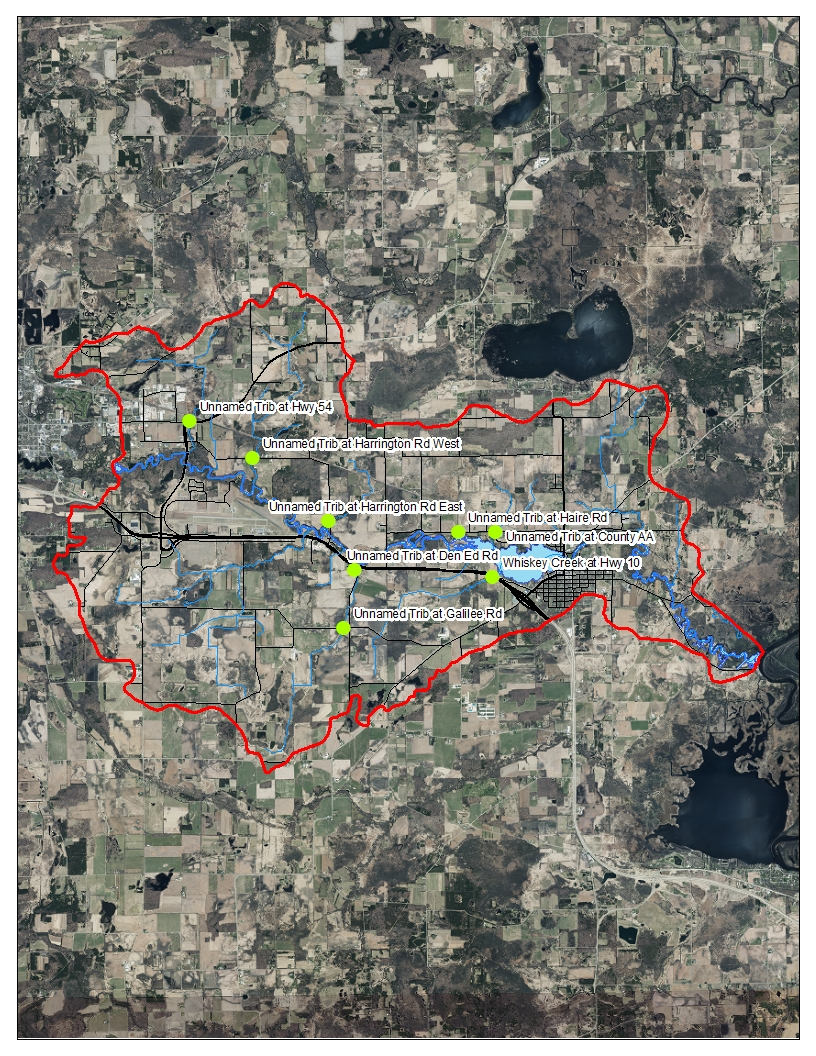 Unnamed Trib at Hwy 54
Unnamed Trib at Harrington Rd West
Unnamed Trib at Harrington Rd East
Unnamed Trib at Haire Rd
Unnamed Trib at County AA
Unnamed Trib at Den Ed Rd
Whiskey Creek at Hwy 10
Unnamed Trib at Galilee Rd